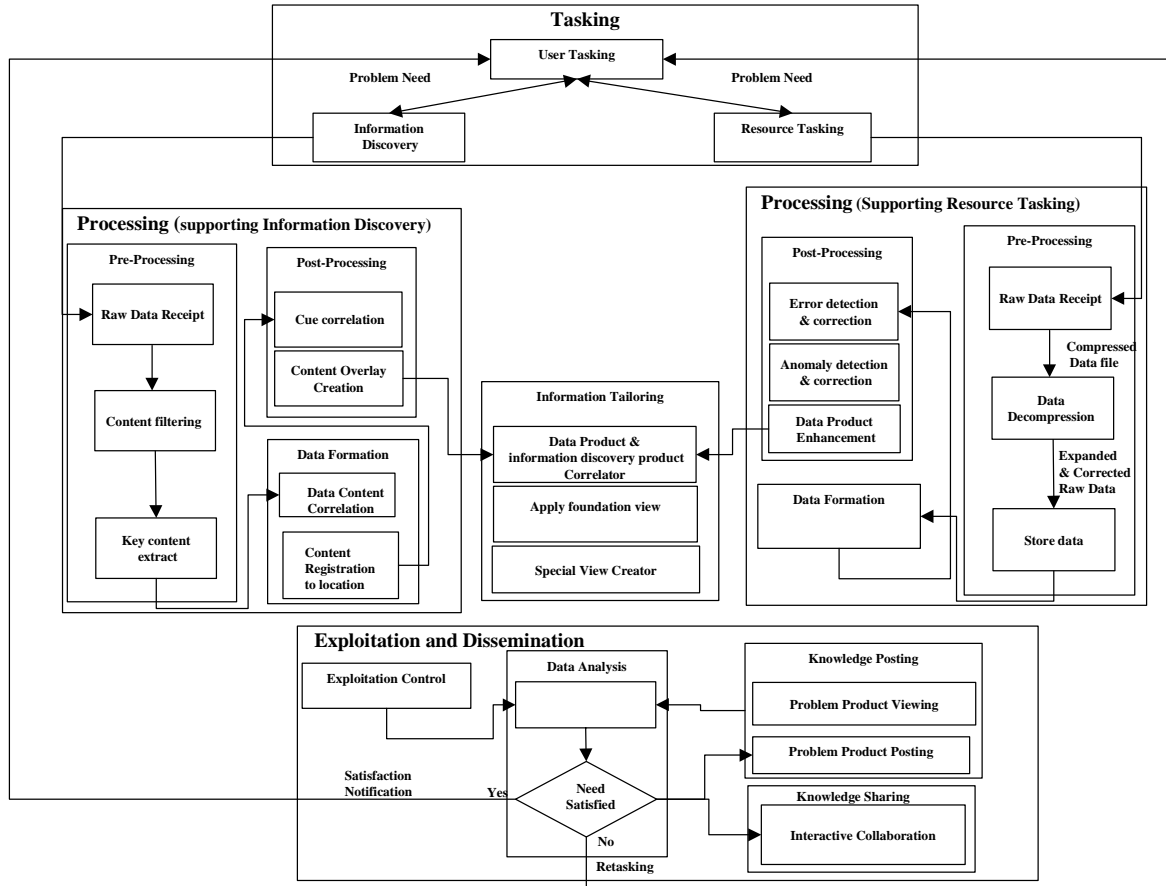 Tasking
User Tasking
Problem Need
Problem Need
Information
Discovery
Resource Tasking
Processing (supporting Information Discovery)
Pre-Processing
Raw Data Receipt
Content filtering
Key content
extract
Post-Processing
Cue correlation
Content Overlay
Creation
Data Formation
Data Content
Correlation
Content
Registration
to location
Information Tailoring
Data Product &
information discovery product
Correlator
Apply foundation view
Special View Creator
Processing (Supporting Resource Tasking)
Post-Processing
Error detection
& correction
Anomaly detection
& correction
Data Product
Enhancement
Data Formation
Pre-Processing
Raw Data Receipt
Compressed
Data file
Data
Decompression
Expanded
& Corrected
Raw Data
Store data
Exploitation and Dissemination
Exploitation Control
Data Analysis
Need
Satisfied
Satisfaction
Notification
Yes
No
Retasking
Knowledge Posting
Problem Product Viewing
Problem Product Posting
Knowledge Sharing
Interactive Collaboration